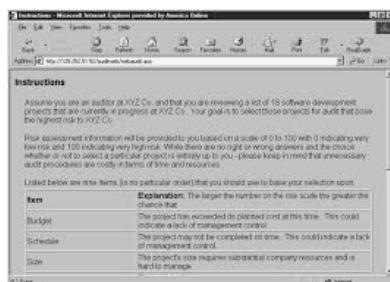 Instructions - Microsoft Internet Explorer provided by America Online
File Edit View Favorites Tools Help
Back Stop Refresh Home Search Favorites History Mail Print Edit
Address
Go Links
Instructions
Assume you are an auditor at XYZ Co. and that you are reviewing a list of 18 software development
projects that are currently in progress at XYZ Co. Your goal is to select those projects for audit that pose
the highest risk to XYZ Co.
Risk assessment information will be provided to you based on a scale of 0 to 100 with 0 indicating very
low risk and 100 indicating very high risk. While there are no right or wrong answers and the choice
whether or not to select a particular project is entirely up to you - please keep in mind that unnecessary
audit procedures are costly in terms of time and resources.
Listed below are nine items (in no particular order) that you should use to base your selection upon.
Item Explanation: The larger the number on the risk scale the greater the
chance that
Budget The project has exceeded its planned cost at this time. This could
indicate a lack of management control.
Schedule The project may not be completed on time. This could indicate a lack
of management control.
Size The project's size requires substantial company resources and is
hard to manage.